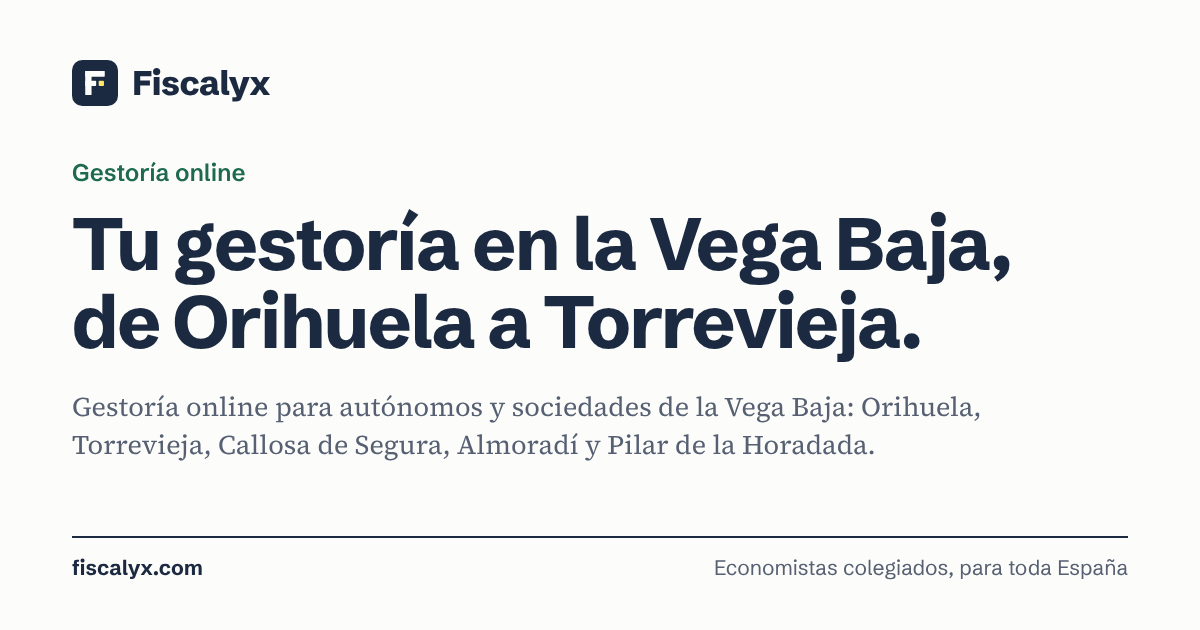 Fiscalyx
Gestoría online
Tu gestoría en la Vega Baja,
de Orihuela a Torrevieja.
Gestoría online para autónomos y sociedades de la Vega Baja: Orihuela,
Torrevieja, Callosa de Segura, Almoradí y Pilar de la Horadada.
fiscalyx.com
Economistas colegiados, para toda España